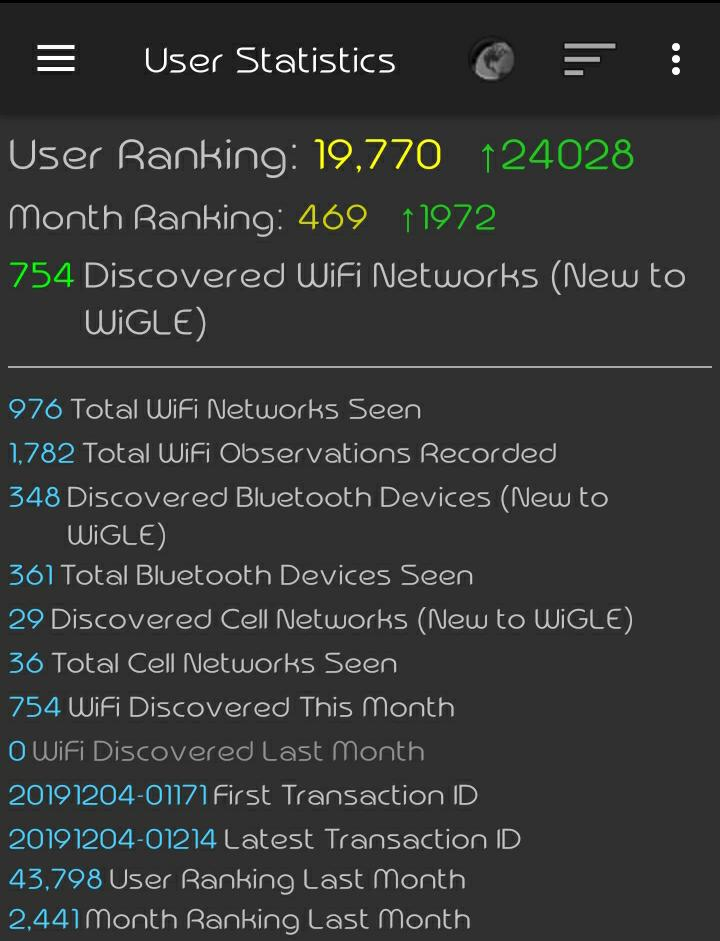 User Statistics
User Ranking: 19,770 ↑24028
Month Ranking: 469 ↑1972
754 Discovered WiFi Networks (New to
WiGLE)
976 Total WiFi Networks Seen
1,782 Total WiFi Observations Recorded
348 Discovered Bluetooth Devices (New to
WiGLE)
361 Total Bluetooth Devices Seen
29 Discovered Cell Networks (New to WiGLE)
36 Total Cell Networks Seen
754 WiFi Discovered This Month
0 WiFi Discovered Last Month
20191204-01171 First Transaction ID
20191204-01214 Latest Transaction ID
43,798 User Ranking Last Month
2,441 Month Ranking Last Month